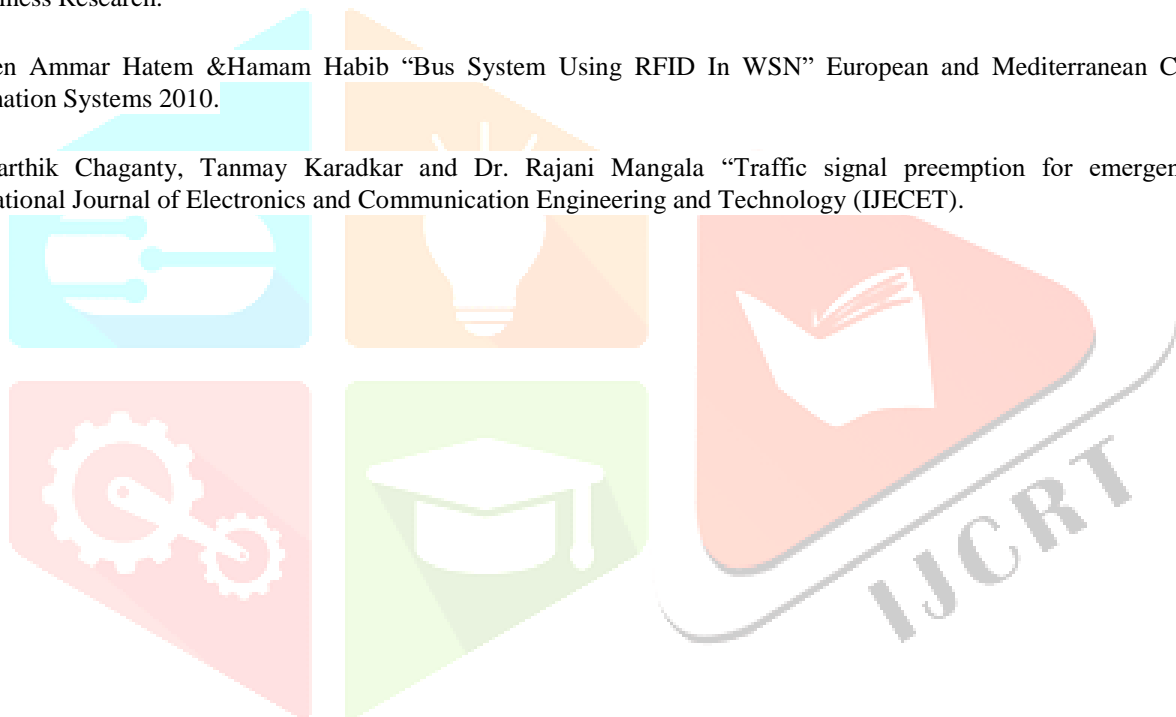 iness Research.
en Ammar Hatem &Hamam Habib “Bus System Using RFID In WSN” European and Mediterranean C
nation Systems 2010.
arthik Chaganty, Tanmay Karadkar and Dr. Rajani Mangala “Traffic signal preemption for emergen
ational Journal of Electronics and Communication Engineering and Technology (IJECET).
IJCRT